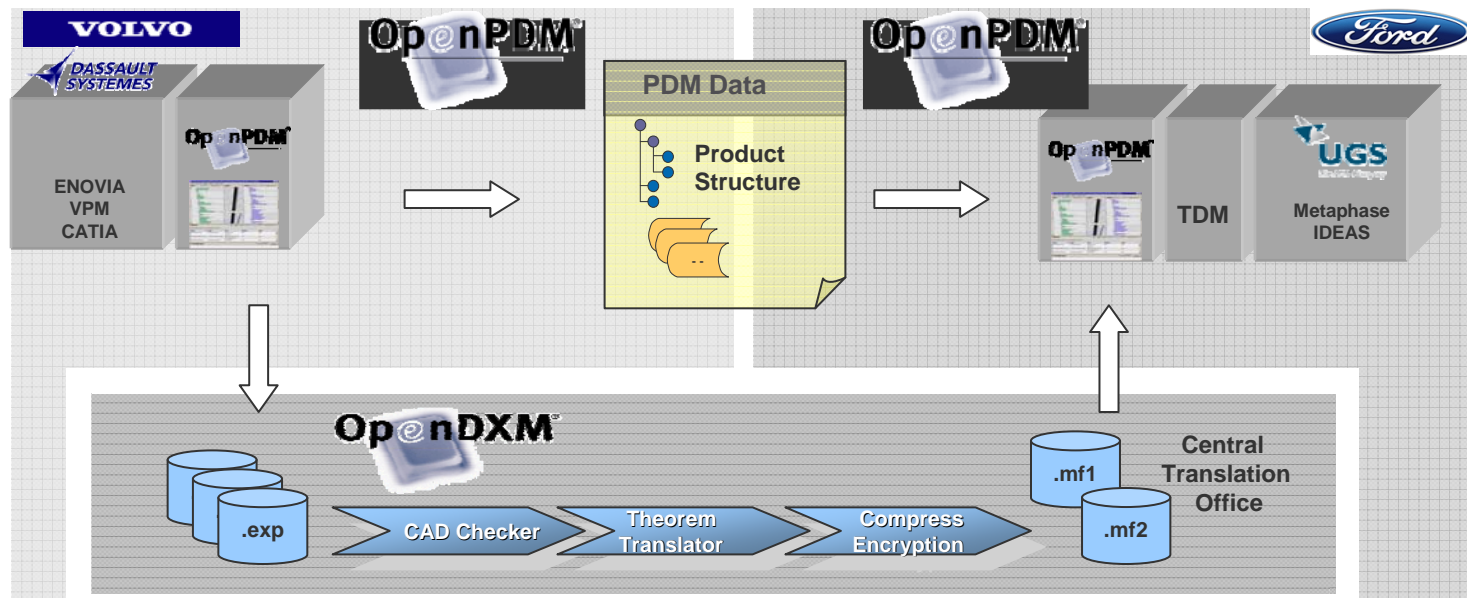 VOLVO
DASSAULT
SYSTEMES
ENOVIA
VPM
CATIA
OpenPDM
OpenPDM
PDM Data
Product
Structure
- -
OpenPDM
Ford
OpenPDM
TDM
UGS
Metaphase
IDEAS
OpenDXM
.exp
CAD Checker
Theorem
Translator
Compress
Encryption
.mf1
.mf2
Central
Translation
Office